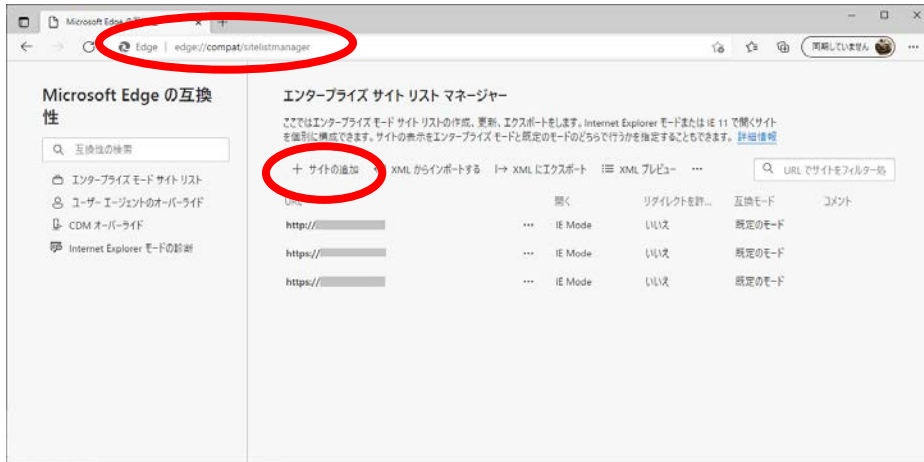 Microsoft Edge の互換性
Edge | edge://compat/sitelistmanager
同期していません
Microsoft Edge の互換
性
互換性の検索
エンタープライズ モード サイト リスト
ユーザー エージェントのオーバーライド
CDM オーバーライド
Internet Explorer モードの診断
エンタープライズ サイト リスト マネージャー
ここではエンタープライズ モード サイト リストの作成、更新、エクスポートをします。Internet Explorer モードまたは IE 11 で開くサイト
を個別に構成できます。サイトの表示をエンタープライズ モードと既定のモードのどちらで行うかを指定することもできます。 詳細情報
+ サイトの追加 XML からインポートする XML にエクスポート XML プレビュー ... URL でサイトをフィルター処
URL 開く リダイレクトを許... 互換モード コメント
http:// ... IE Mode いいえ 既定のモード
https:// ... IE Mode いいえ 既定のモード
https:// ... IE Mode いいえ 既定のモード